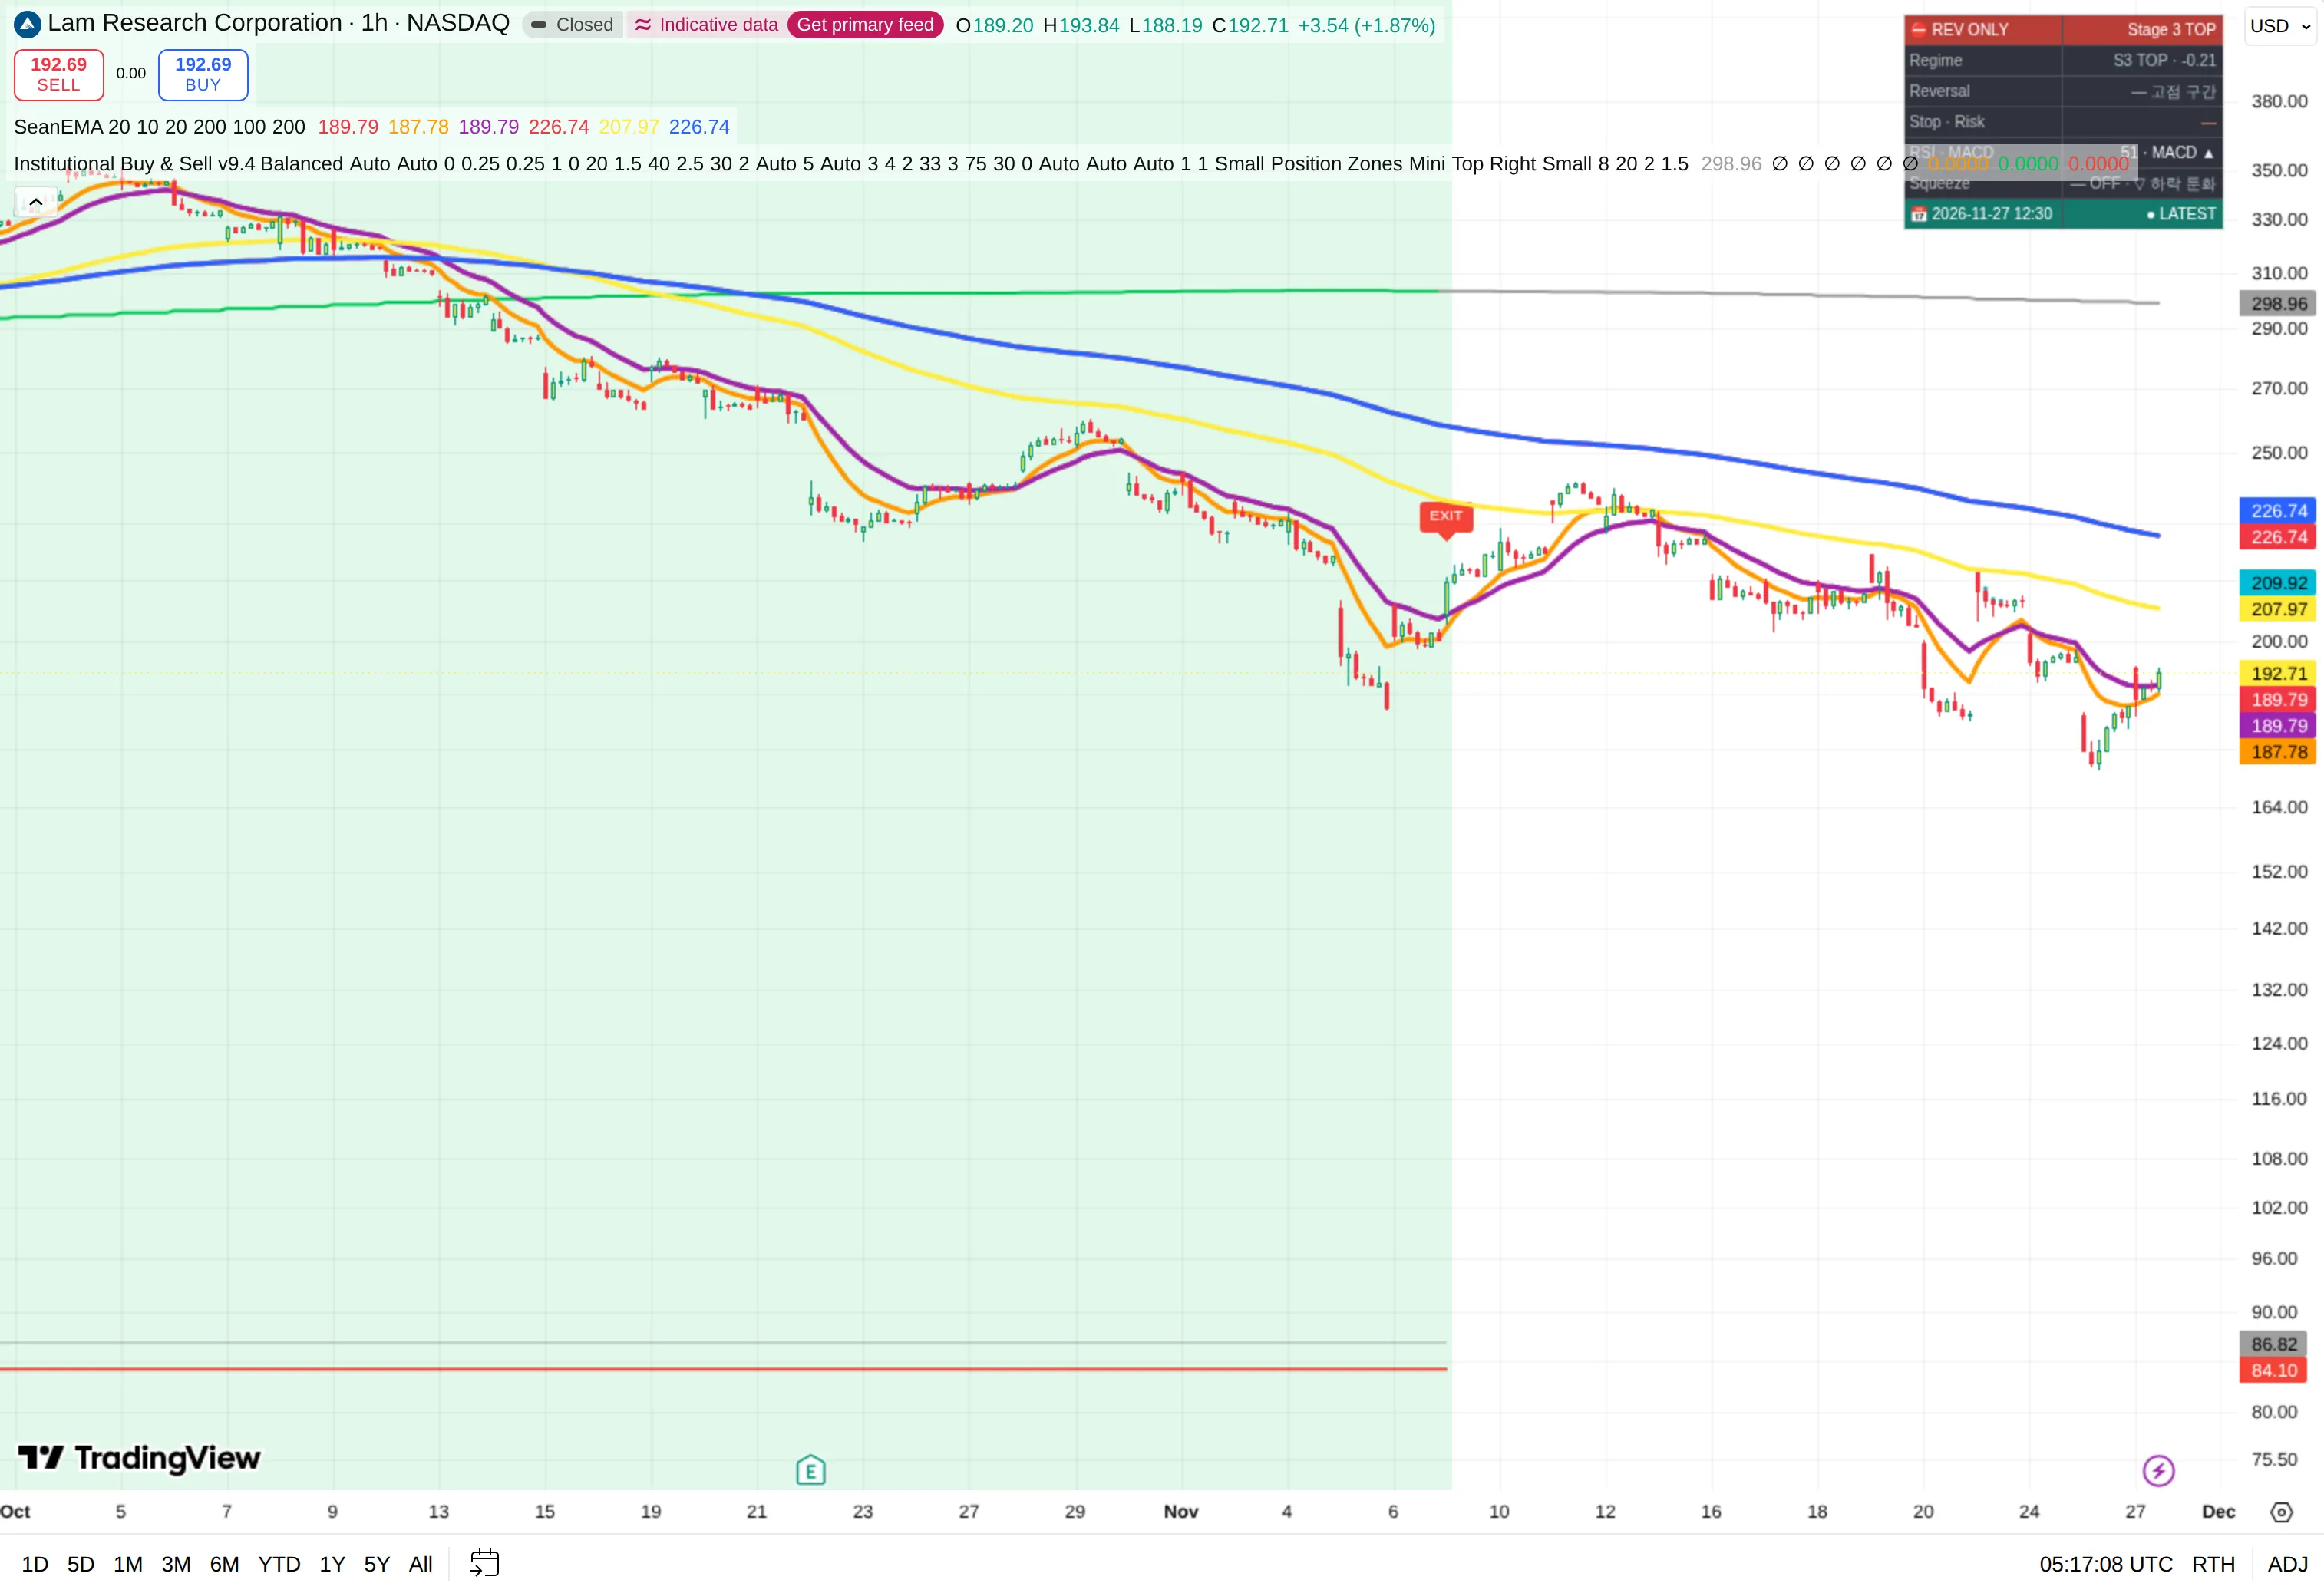 Lam Research Corporation · 1h · NASDAQ Closed Indicative data Get primary feed O189.20 H193.84 L188.19 C192.71 +3.54 (+1.87%)
192.69 SELL 0.00 192.69 BUY
SeanEMA 20 10 20 200 100 200 189.79 187.78 189.79 226.74 207.97 226.74
Institutional Buy & Sell v9.4 Balanced Auto Auto 0 0.25 0.25 1 0 20 1.5 40 2.5 30 2 Auto 5 Auto 3 4 2 33 3 75 30 0 Auto Auto Auto 1 1 Small Position Zones Mini Top Right Small 8 20 2 1.5 298.96 ∅ ∅ ∅ ∅ ∅ ∅ 0.0000 0.0000 0.0000
REV ONLY Stage 3 TOP
Regime S3 TOP · -0.21
Reversal — 고점 구간
Stop · Risk —
RSI · MACD 51 · MACD ▲
Squeeze — OFF · ▽ 하락 둔화
2026-11-27 12:30 ● LATEST
USD
380.00
350.00
330.00
310.00
298.96
290.00
270.00
250.00
226.74
226.74
209.92
207.97
200.00
192.71
189.79
189.79
187.78
164.00
152.00
142.00
132.00
124.00
116.00
108.00
102.00
96.00
90.00
86.82
84.10
80.00
75.50
EXIT
TradingView
E
Oct 5 7 9 13 15 19 21 23 27 29 Nov 4 6 10 12 16 18 20 24 27 Dec
1D 5D 1M 3M 6M YTD 1Y 5Y All 05:17:08 UTC RTH ADJ